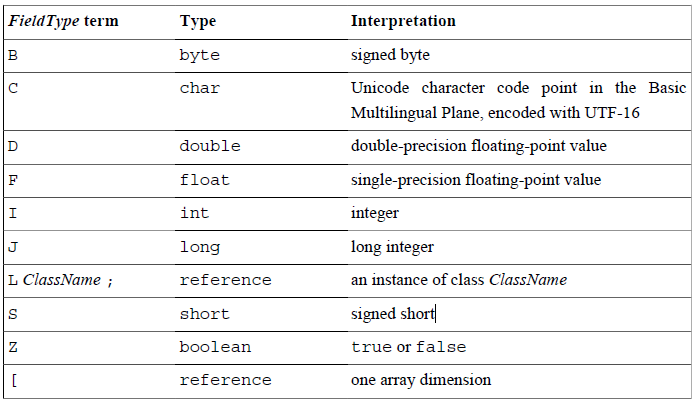 FieldType term Type Interpretation
B byte signed byte
C char Unicode character code point in the Basic
Multilingual Plane, encoded with UTF-16
D double double-precision floating-point value
F float single-precision floating-point value
I int integer
J long long integer
L ClassName ; reference an instance of class ClassName
S short signed short
Z boolean true or false
[ reference one array dimension